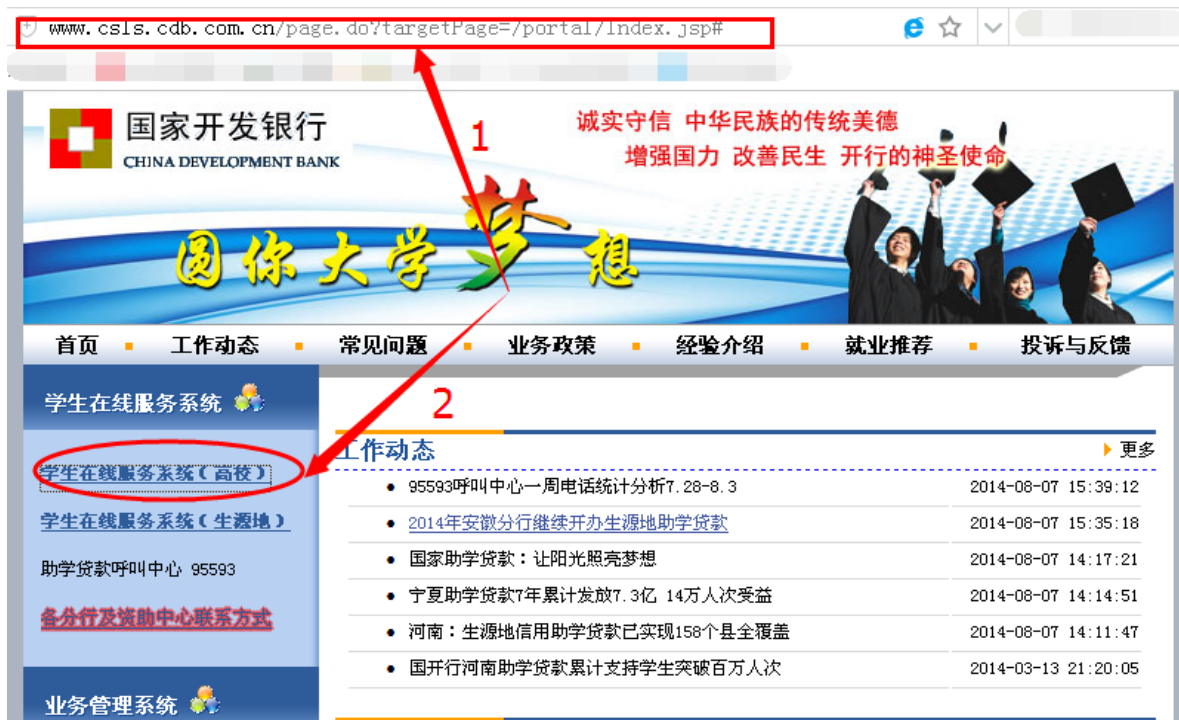 www.csls.cdb.com.cn/page.do?targetPage=/portal/Index.jsp#
1
国家开发银行
CHINA DEVELOPMENT BANK
诚实守信 中华民族的传统美德
增强国力 改善民生 开行的神圣使命
圆你大学梦想
首页 工作动态 常见问题 业务政策 经验介绍 就业推荐 投诉与反馈
学生在线服务系统
2
学生在线服务系统(高校)
学生在线服务系统(生源地)
助学贷款呼叫中心 95593
各分行及资助中心联系方式
业务管理系统
工作动态 更多
95593呼叫中心一周电话统计分析7.28-8.3 2014-08-07 15:39:12
2014年安徽分行继续开办生源地助学贷款 2014-08-07 15:35:18
国家助学贷款:让阳光照亮梦想 2014-08-07 14:17:21
宁夏助学贷款7年累计发放7.3亿 14万人次受益 2014-08-07 14:14:51
河南:生源地信用助学贷款已实现158个县全覆盖 2014-08-07 14:11:47
国开行河南助学贷款累计支持学生突破百万人次 2014-03-13 21:20:05